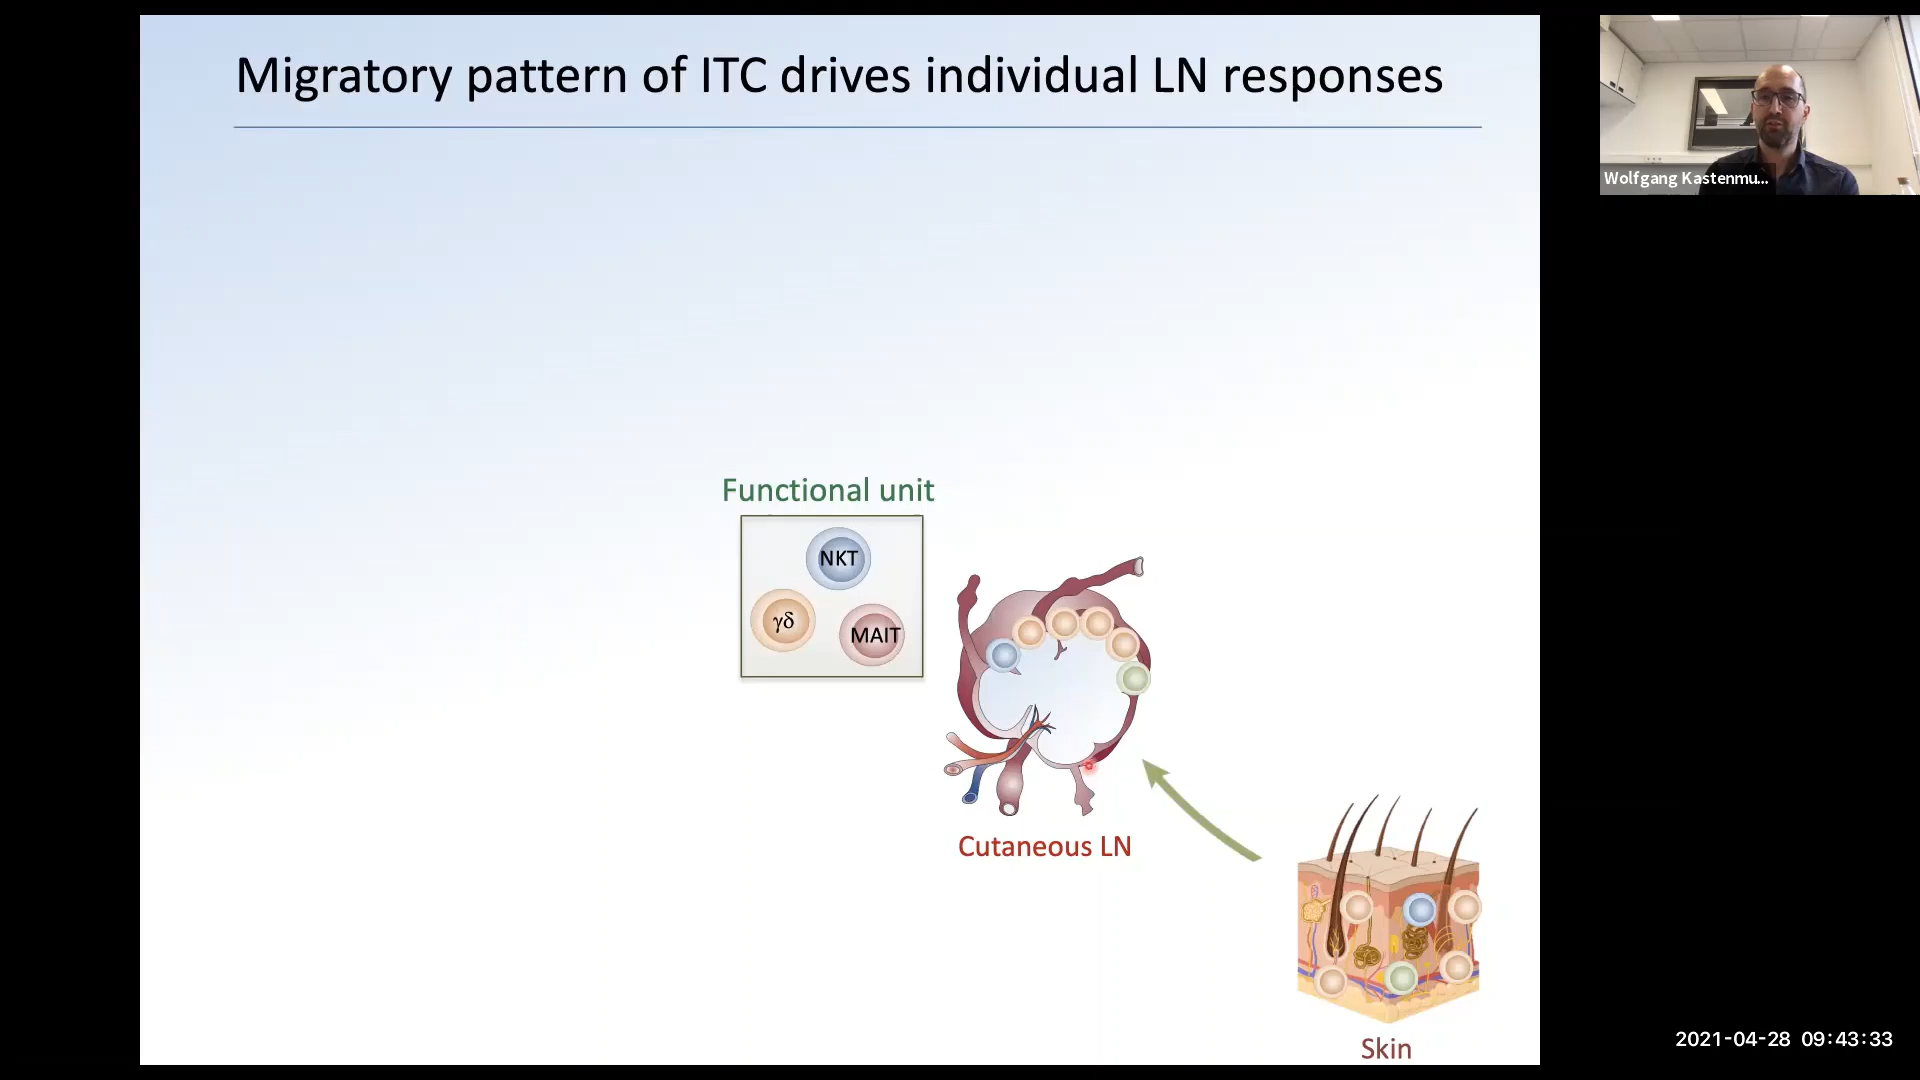 Migratory pattern of ITC drives individual LN responses
Wolfgang Kastenmu...
Functional unit
NKT
γδ
MAIT
Cutaneous LN
Skin
2021-04-28 09:43:33